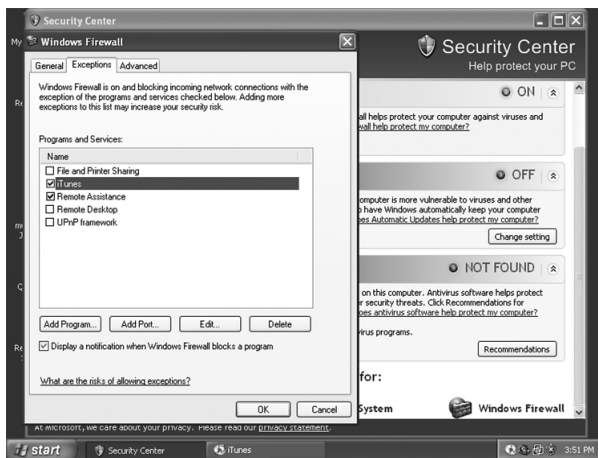 Security Center
My
Windows Firewall
Security Center
Help protect your PC
General Exceptions Advanced
Windows Firewall is on and blocking incoming network connections with the
exception of the programs and services checked below. Adding more
exceptions to this list may increase your security risk.
ON
all helps protect your computer against viruses and
wall help protect my computer?
Programs and Services:
Name
File and Printer Sharing
iTunes
Remote Assistance
Remote Desktop
UPnP framework
OFF
omputer is more vulnerable to viruses and other
o have Windows automatically keep your computer
es Automatic Updates help protect my computer?
Change setting
NOT FOUND
on this computer. Antivirus software helps protect
r security threats. Click Recommendations for
oes antivirus software help protect my computer?
irus programs.
Recommendations
Add Program... Add Port... Edit... Delete
Display a notification when Windows Firewall blocks a program
What are the risks of allowing exceptions?
for:
OK Cancel
System Windows Firewall
At Microsoft, we care about your privacy. Please read our privacy statement.
start Security Center iTunes 3:51 PM